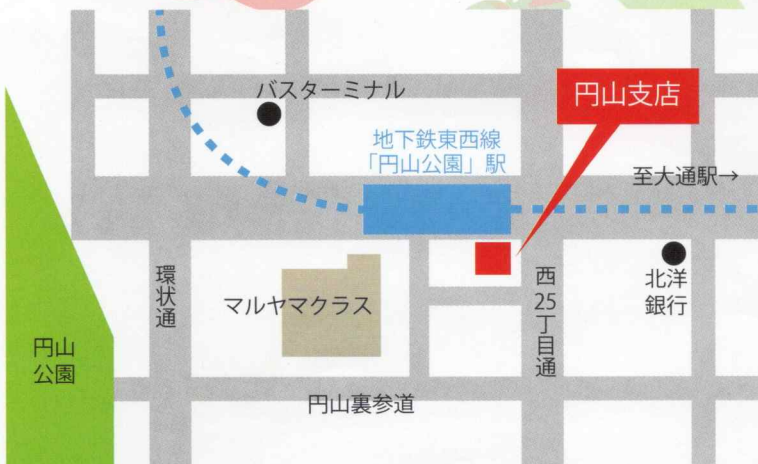 バスターミナル
円山支店
地下鉄東西線
「円山公園」駅
至大通駅→
環状通
マルヤマクラス
西25丁目通
北洋
銀行
円山
公園
円山裏参道